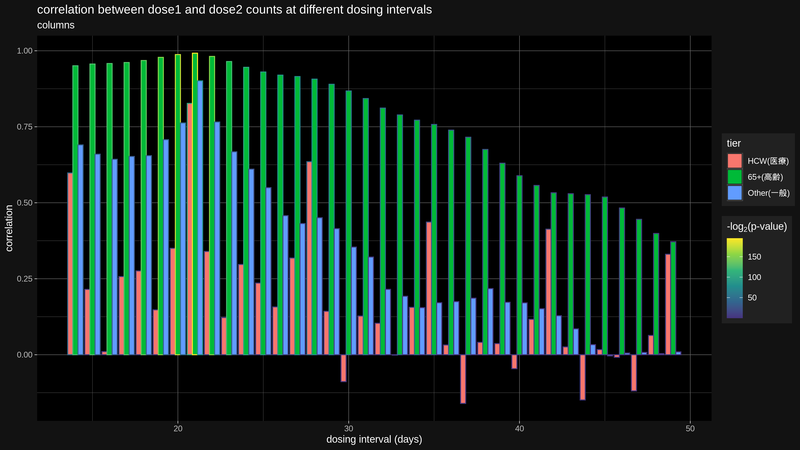 correlation between dose1 and dose2 counts at different dosing intervals
columns
1.00
0.75
0.50
0.25
0.00
correlation
20
30
40
50
dosing interval (days)
tier
HCW(医療)
65+(高齢)
Other(一般)
-log₂(p-value)
150
100
50